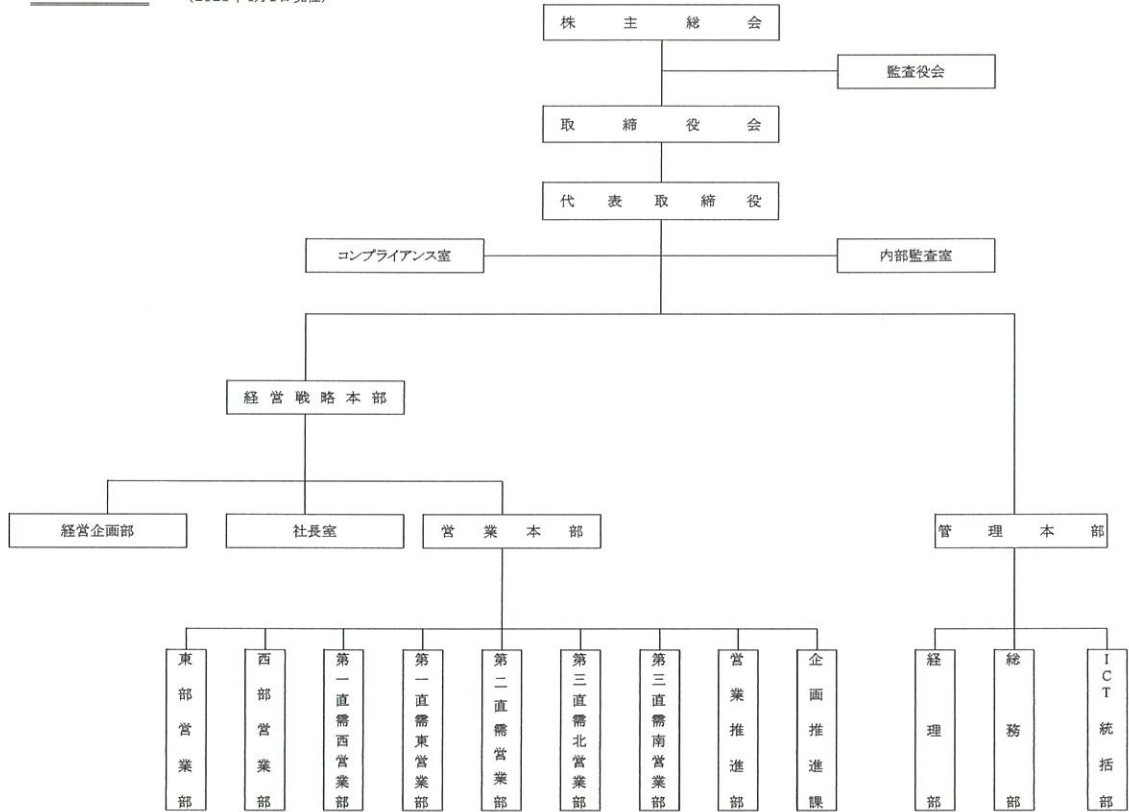 株主総会
監査役会
取締役会
代表取締役
コンプライアンス室
内部監査室
経営戦略本部
経営企画部
社長室
営業本部
管理本部
東部営業部
西部営業部
第一直需西営業部
第一直需東営業部
第二直需営業部
第三直需北営業部
第三直需南営業部
営業推進部
企画推進課
経理部
総務部
ICT統括部